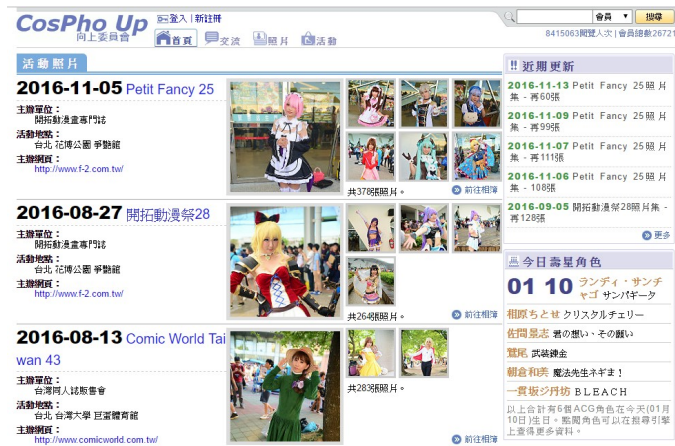 CosPho Up
向上委員會
登入 | 新註冊
首頁
交流
照片
活動
會員
搜尋
8415063閱覽人次 | 會員總數26721
活動照片
2016-11-05 Petit Fancy 25
主辦單位：
開拓動漫畫專門誌
活動地點：
台北 花博公園 爭艷館
主辦網頁：
http://www.f-2.com.tw/
共378張照片。
前往相簿
2016-08-27 開拓動漫祭28
主辦單位：
開拓動漫畫專門誌
活動地點：
台北 花博公園 爭艷館
主辦網頁：
http://www.f-2.com.tw/
共264張照片。
前往相簿
2016-08-13 Comic World Tai
wan 43
主辦單位：
台灣同人誌販售會
活動地點：
台北 台灣大學 巨蛋體育館
主辦網頁：
http://www.comicworld.com.tw/
共283張照片。
前往相簿
近期更新
2016-11-13 Petit Fancy 25照片
集 - 再60張
2016-11-09 Petit Fancy 25照片
集 - 再99張
2016-11-07 Petit Fancy 25照片
集 - 再111張
2016-11-06 Petit Fancy 25照片
集 - 108張
2016-09-05 開拓動漫祭28照片集 -
再128張
更多
今日壽星角色
01 10 ランディ・サンチ
ャゴ サンパギータ
相原ちとせ クリスタルチェリー
佐間景志 君の想い、その願い
鷲尾 武装錬金
朝倉和美 魔法先生ネギま！
一貫坂ジ丹坊 BLEACH
以上合計有6個ACG角色在今天(01月
10日)生日。點閱角色可以在搜尋引擎
上查得更多資料。